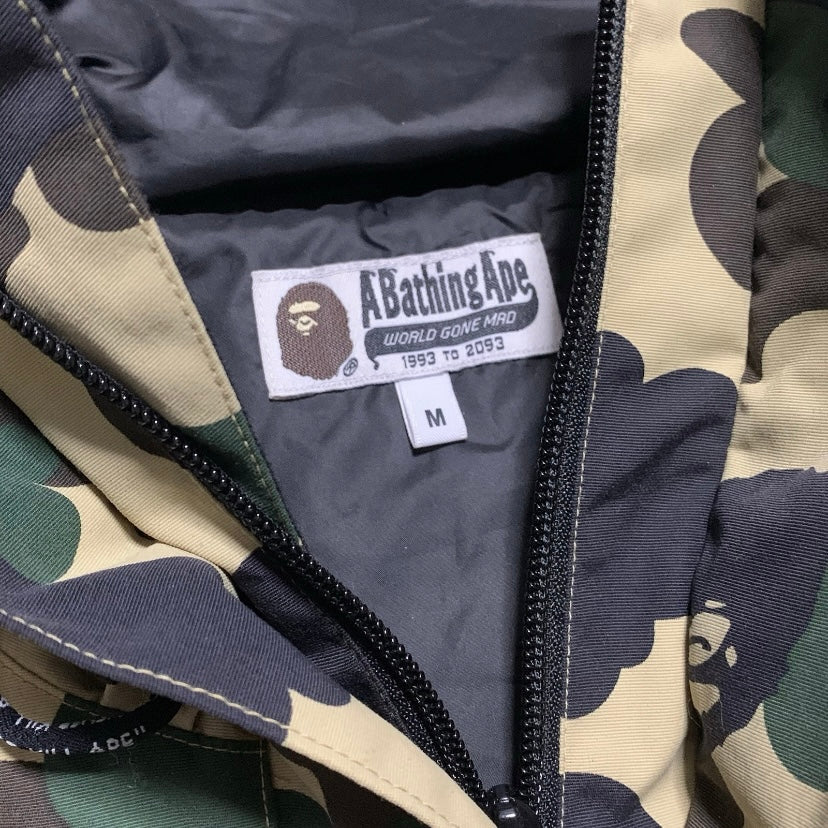 A Bathing Ape
WORLD GONE MAD
1993 TO 2093
®
M